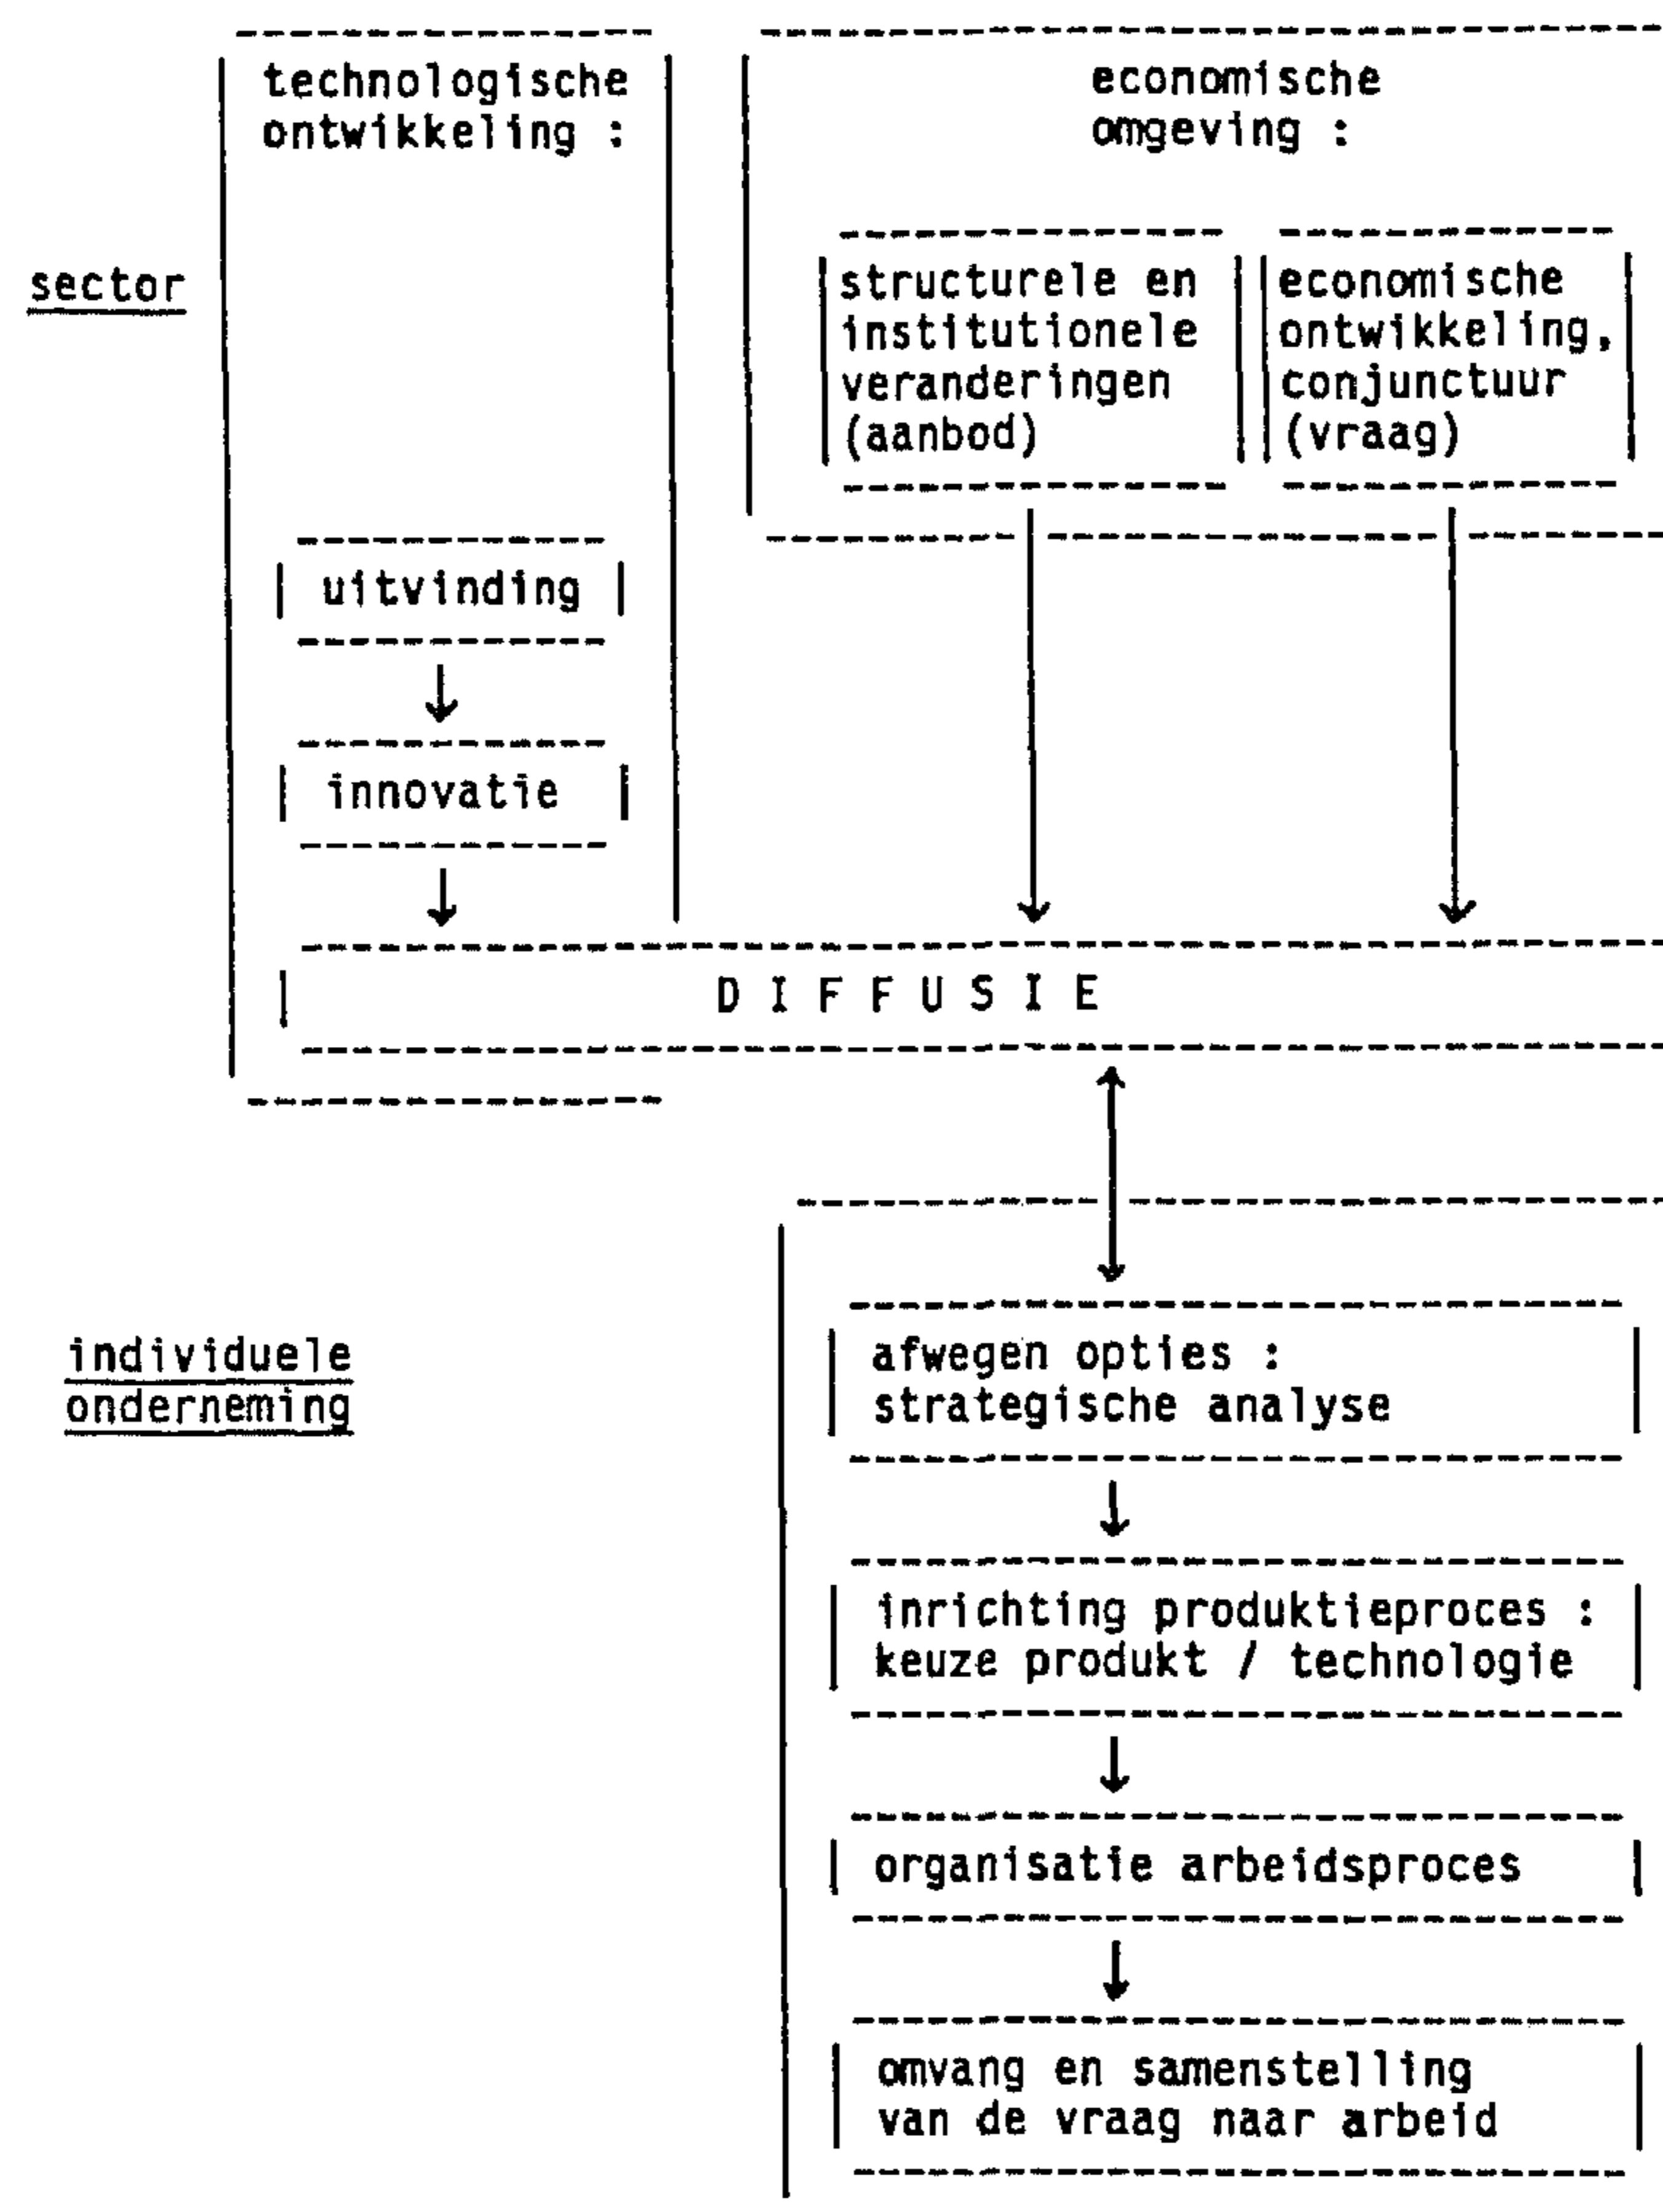 technologische
ontwikkeling :
economische
omgeving :
sector
structurele en
institutionele
veranderingen
(aanbod)
economische
ontwikkeling,
conjunctuur
(vraag)
uitvinding
innovatie
D I F F U S I E
individuele
onderneming
afwegen opties :
strategische analyse
inrichting produktieproces :
keuze produkt / technologie
organisatie arbeidsproces
omvang en samenstelling
van de vraag naar arbeid